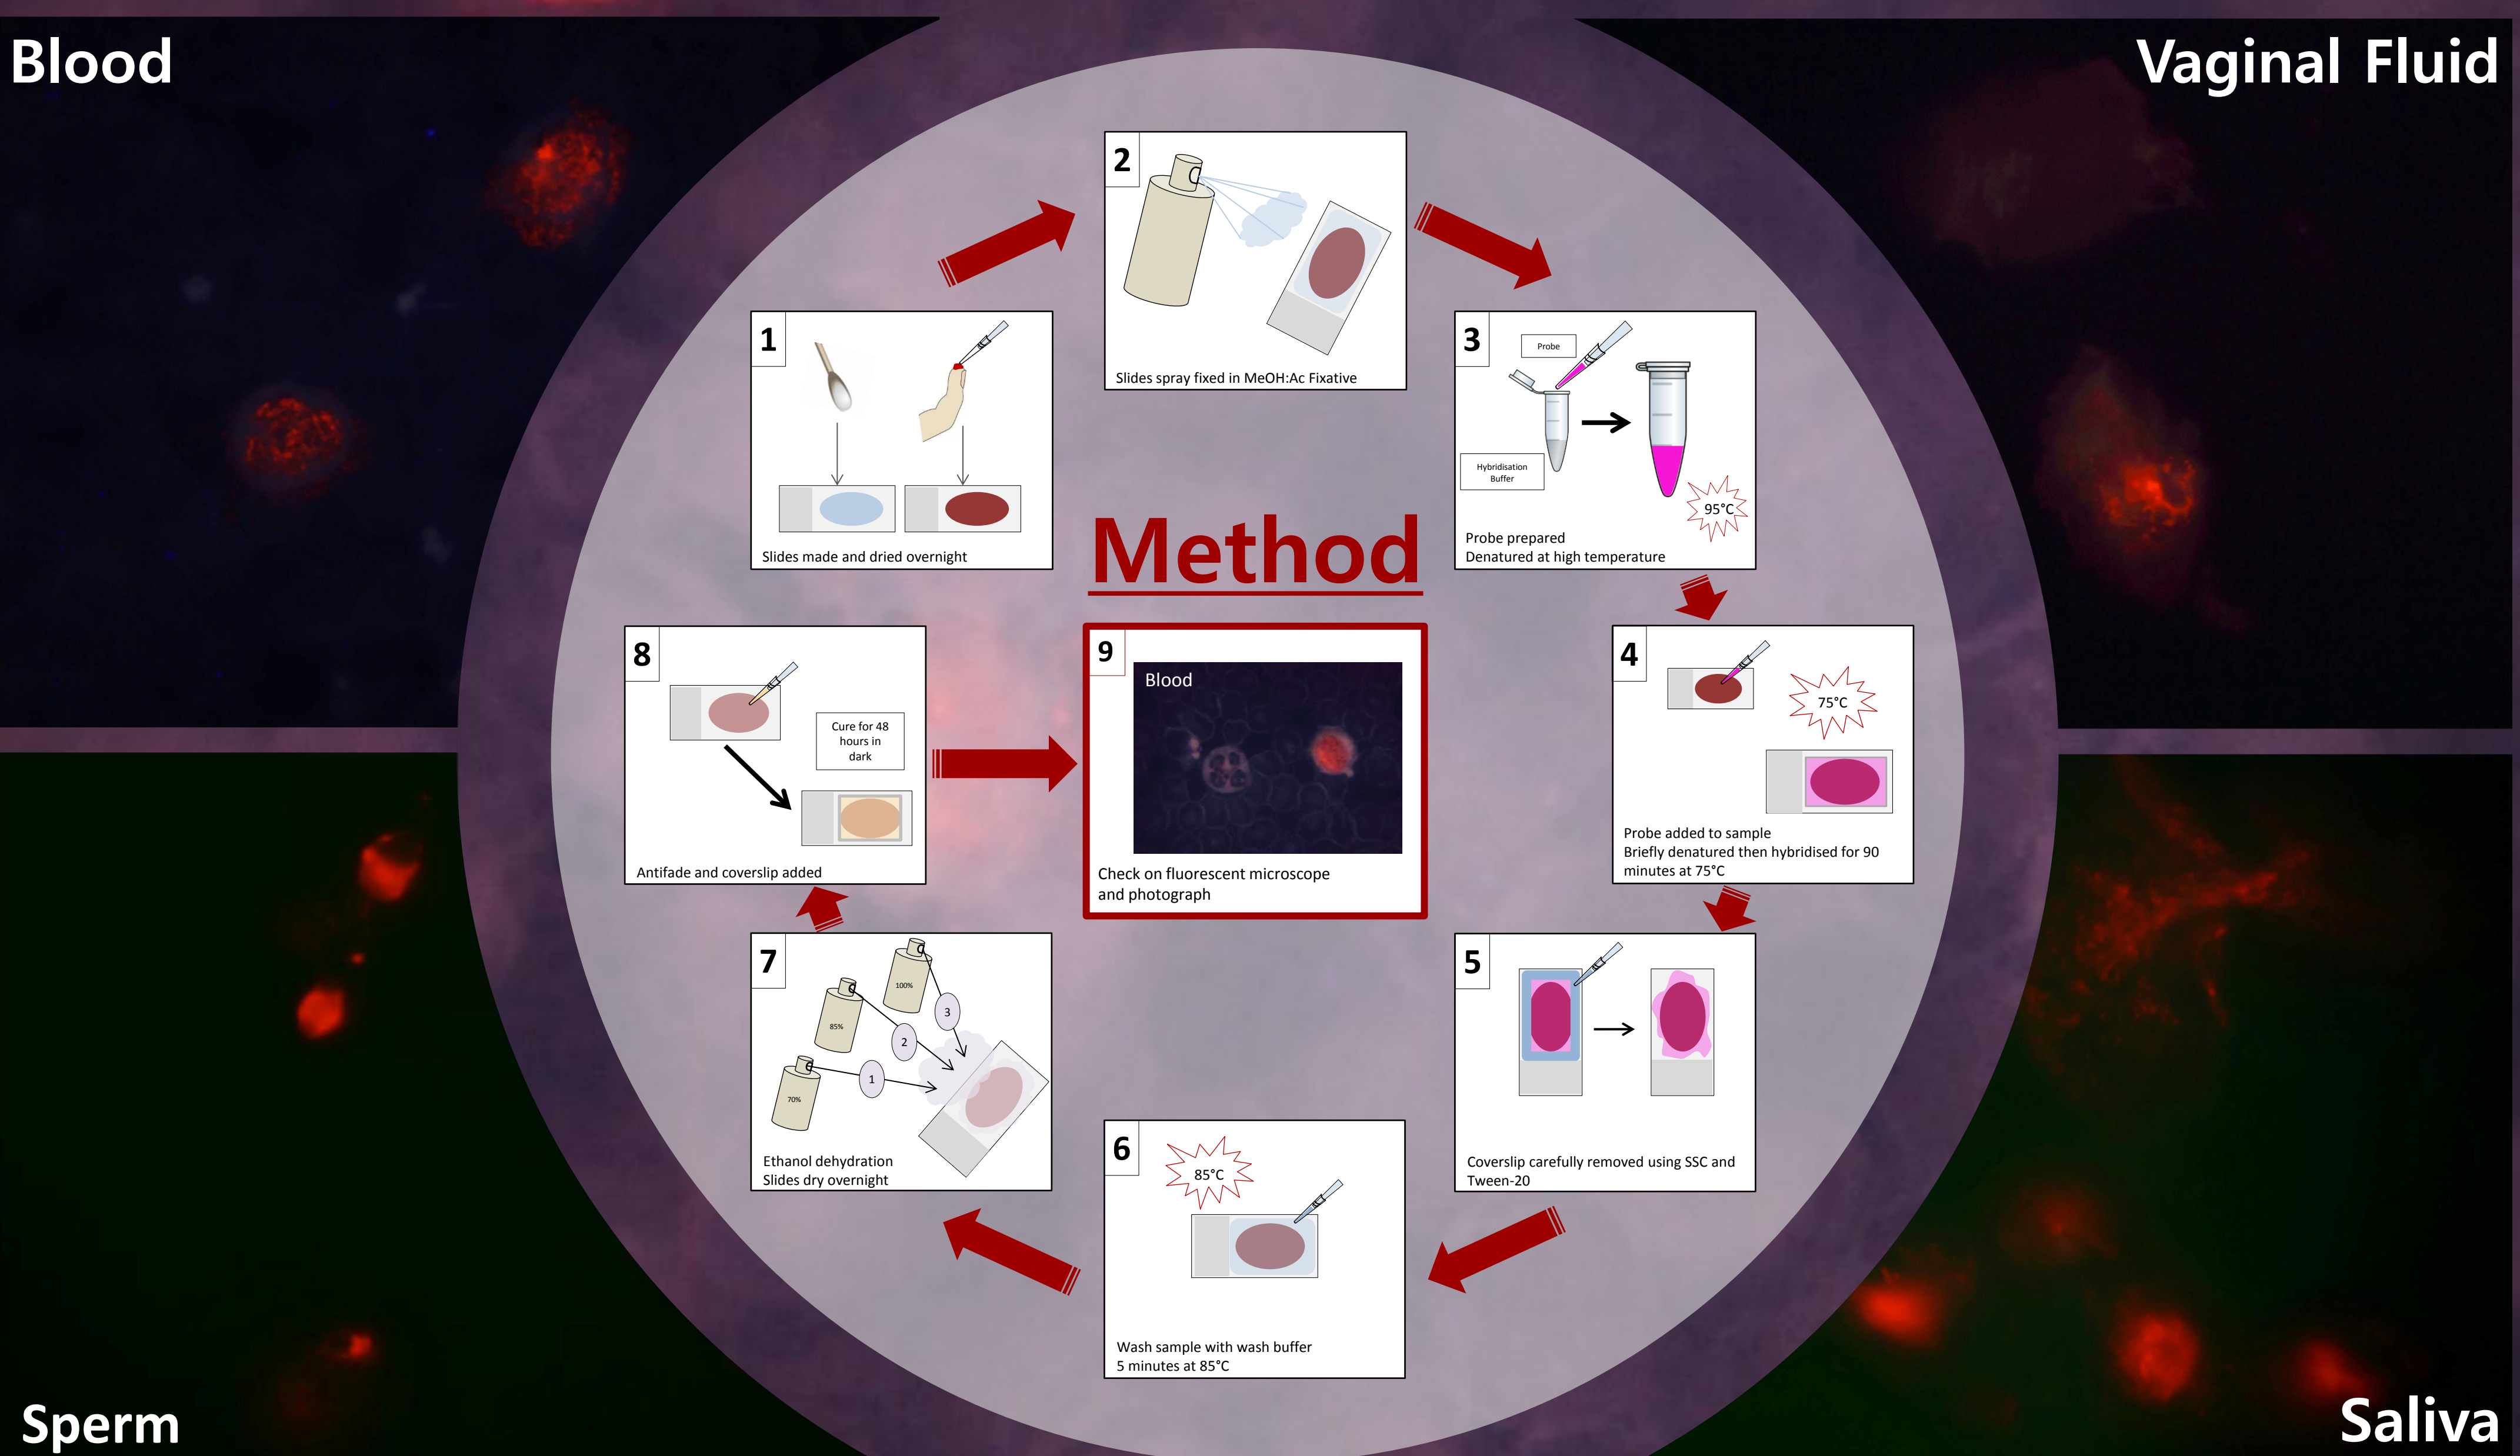 Blood
Vaginal Fluid
2
Slides spray fixed in MeOH:Ac Fixative
1
Slides made and dried overnight
3
Probe
Hybridisation
Buffer
95°C
Probe prepared
Denatured at high temperature
Method
8
Cure for 48
hours in
dark
Antifade and coverslip added
9
Blood
Check on fluorescent microscope
and photograph
4
75°C
Probe added to sample
Briefly denatured then hybridised for 90
minutes at 75°C
7
100%
85%
70%
3
2
1
Ethanol dehydration
Slides dry overnight
5
Coverslip carefully removed using SSC and
Tween-20
6
85°C
Wash sample with wash buffer
5 minutes at 85°C
Sperm
Saliva